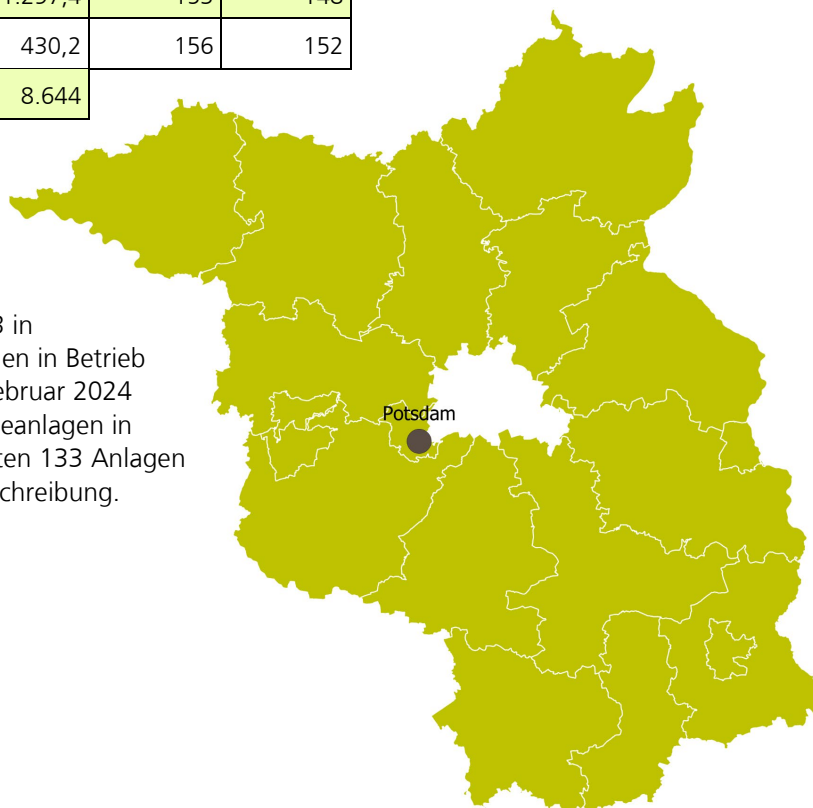 430,2 156 152
8.644
3 in
en in Betrieb
ebruar 2024
eanlagen in
Potsdam
ten 133 Anlagen
chreibung.